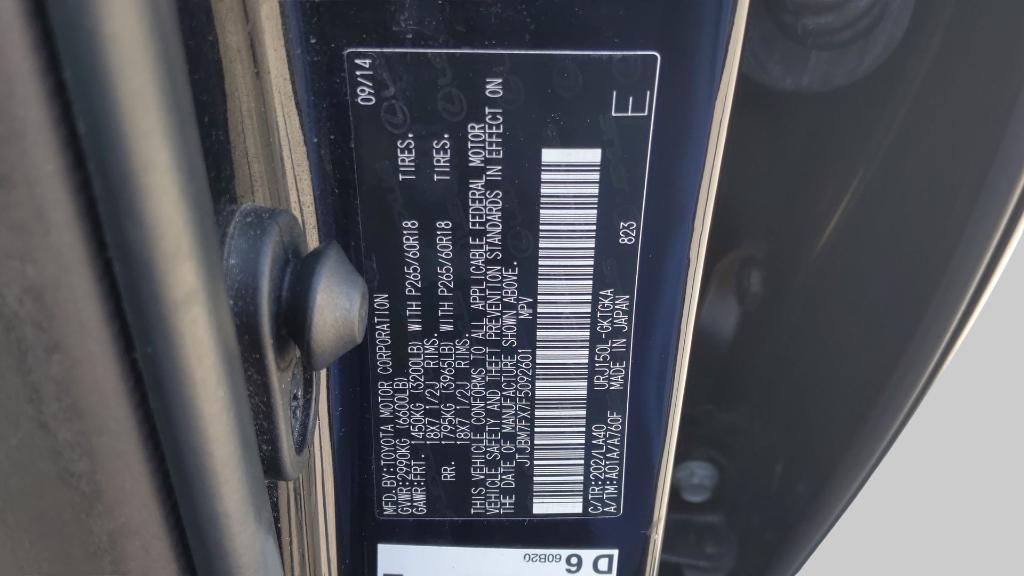 MFD.BY:TOYOTA MOTOR CORPORATION 09/14
GVWR:2990KG (6600LB)
GAWR:FRT. 1450KG (3200LB) WITH P265/60R18 TIRES.
18X7 1/2J RIMS.
RR. 1795KG (3965LB) WITH P265/60R18 TIRES.
18X7 1/2J RIMS
THIS VEHICLE CONFORMS TO ALL APPLICABLE FEDERAL MOTOR
VEHICLE SAFETY AND THEFT PREVENTION STANDARDS IN EFFECT ON
THE DATE OF MANUFACTURE SHOWN ABOVE.
JTJBM7FX7F5092601 MPV
C/TR:202/LA40 URJ150L-GKTGKA
A/TM:A01A/A760F MADE IN JAPAN 823 E
D 6
60B20